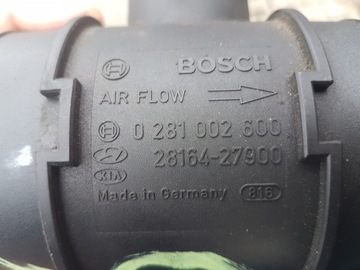 BOSCH
AIR FLOW
0 281 002 600
28164-27900
KIA
Made in Germany 816